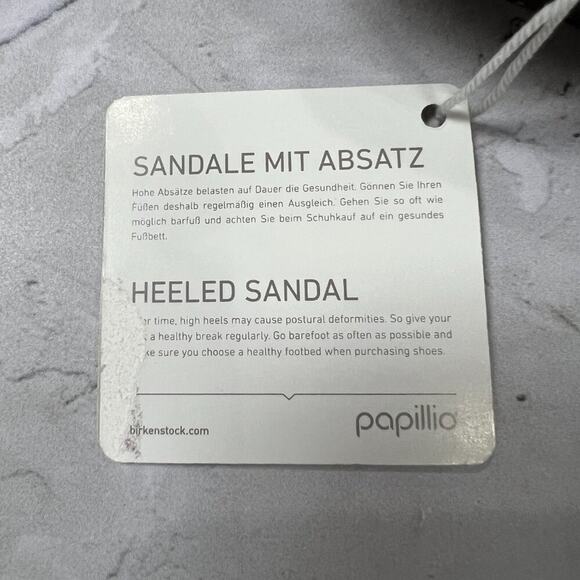 SANDALE MIT ABSATZ
Hohe Absätze belasten auf Dauer die Gesundheit. Gönnen Sie Ihren
Füßen deshalb regelmäßig einen Ausgleich. Gehen Sie so oft wie
möglich barfuß und achten Sie beim Schuhkauf auf ein gesundes
Fußbett.
HEELED SANDAL
time, high heels may cause postural deformities. So give your
a healthy break regularly. Go barefoot as often as possible and
sure you choose a healthy footbed when purchasing shoes.
birkenstock.com
papillio